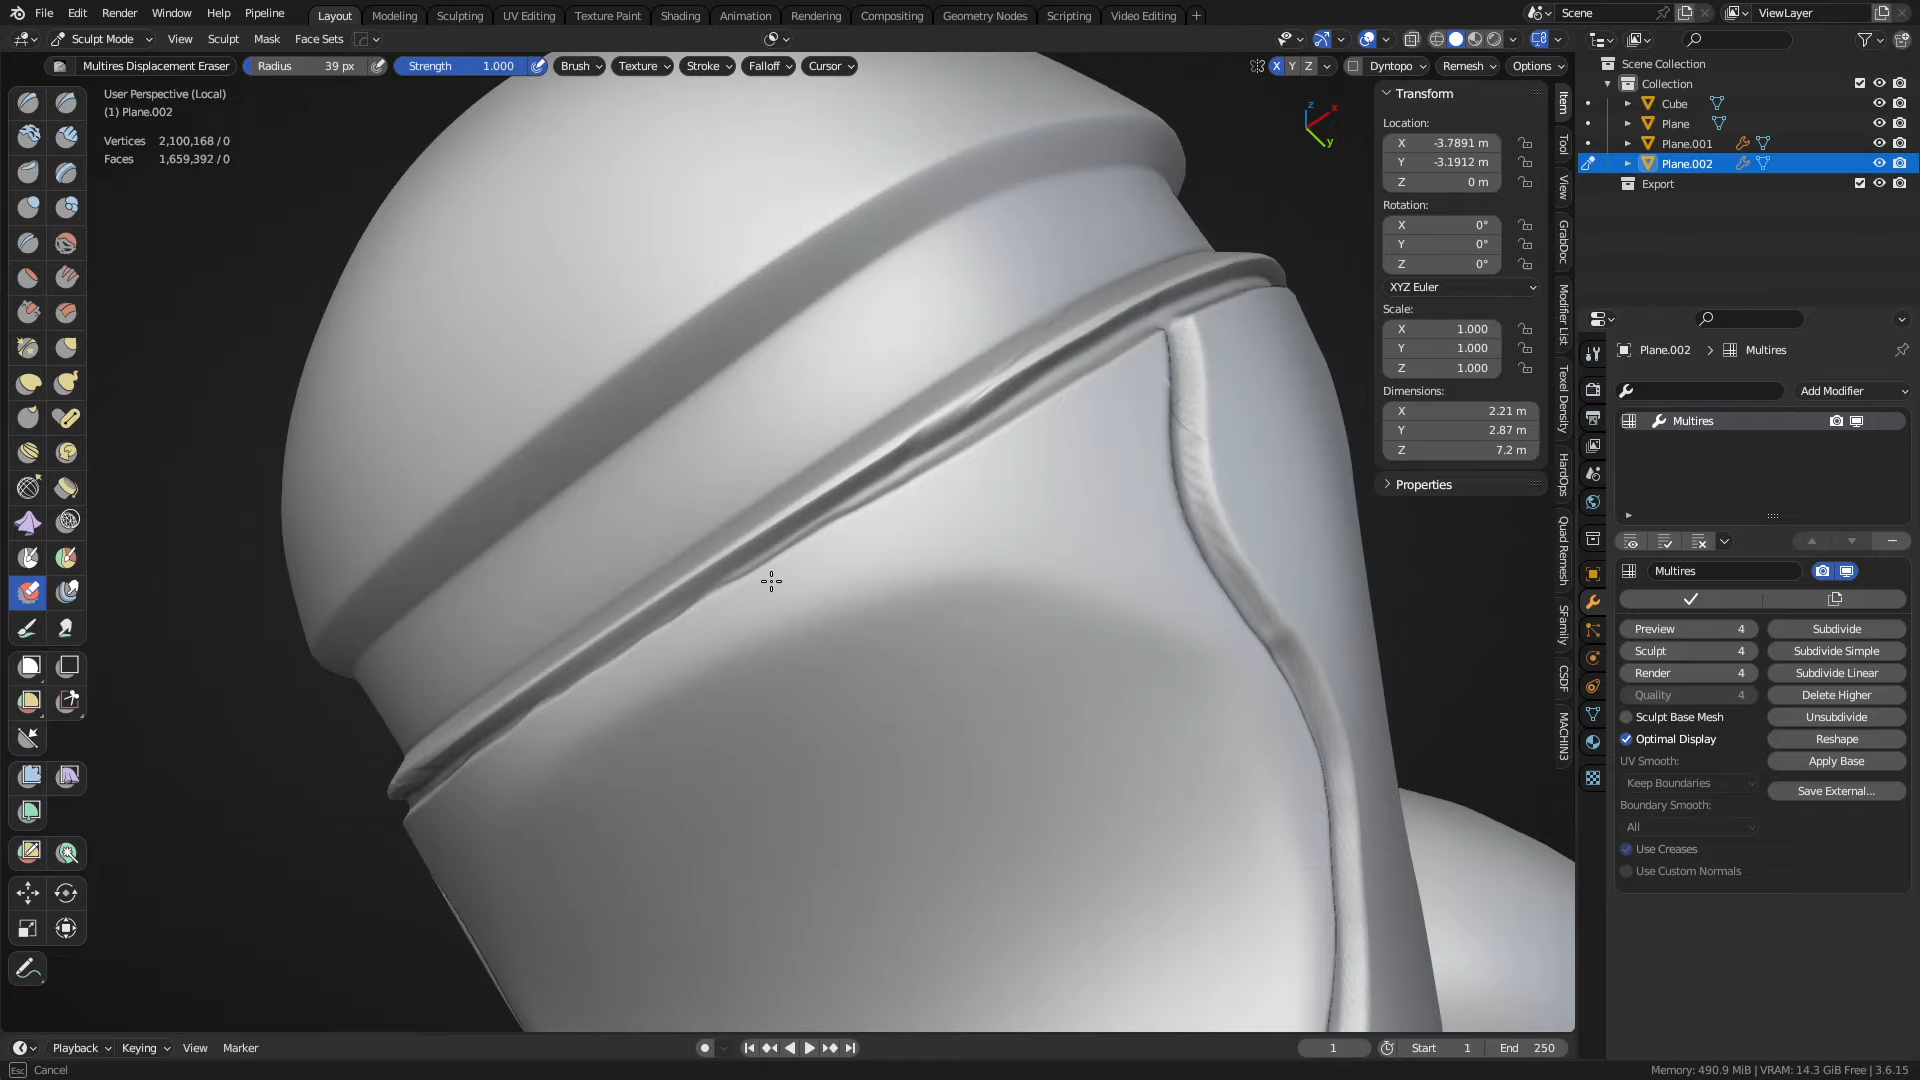 File Edit Render Window Help Pipeline Layout Modeling Sculpting UV Editing Texture Paint Shading Animation Rendering Compositing Geometry Nodes Scripting Video Editing + Scene ViewLayer
Sculpt Mode View Sculpt Mask Face Sets
Multires Displacement Eraser Radius 39 px Strength 1.000 Brush Texture Stroke Falloff Cursor X Y Z Dyntopo Remesh Options
User Perspective (Local)
(1) Plane.002
Vertices 2,100,168 / 0
Faces 1,659,392 / 0
z x y
Transform
Location:
X -3.7891 m
Y -3.1912 m
Z 0 m
Rotation:
X 0°
Y 0°
Z 0°
XYZ Euler
Scale:
X 1.000
Y 1.000
Z 1.000
Dimensions:
X 2.21 m
Y 2.87 m
Z 7.2 m
Properties
Item
Tool
View
GrabDoc
Modifier List
Texel Density
HardOps
Quad Remesh
SFamily
CSDF
MACHIN3
Scene Collection
Collection
Cube
Plane
Plane.001
Plane.002
Export
Plane.002 > Multires
Add Modifier
Multires
Multires
Preview 4 Subdivide
Sculpt 4 Subdivide Simple
Render 4 Subdivide Linear
Quality 4 Delete Higher
Sculpt Base Mesh Unsubdivide
Optimal Display Reshape
UV Smooth: Apply Base
Keep Boundaries Save External...
Boundary Smooth:
All
Use Creases
Use Custom Normals
Playback Keying View Marker 1 Start 1 End 250
Esc Cancel Memory: 490.9 MiB | VRAM: 14.3 GiB Free | 3.6.15